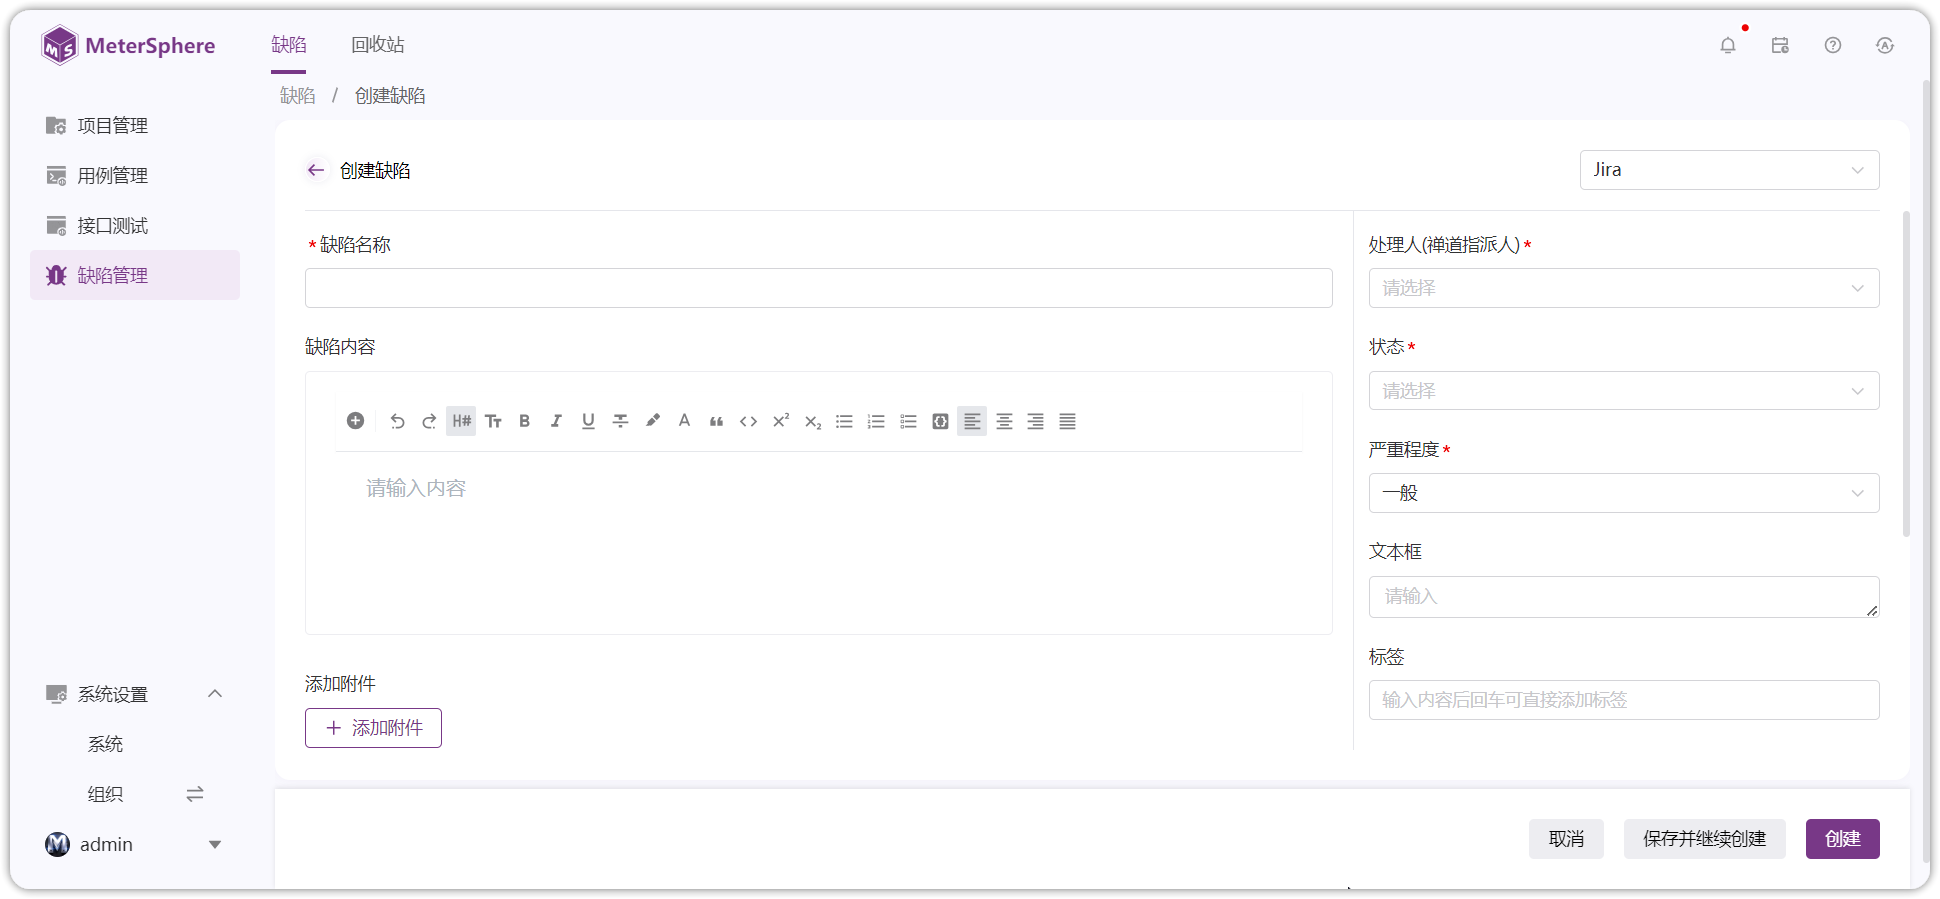 MeterSphere
缺陷 回收站
缺陷 / 创建缺陷
项目管理
用例管理
接口测试
缺陷管理
系统设置
系统
组织
admin
创建缺陷
Jira
*缺陷名称
缺陷内容
H# Tт B I U A “ <> X² X₂
请输入内容
添加附件
+ 添加附件
处理人(禅道指派人)*
请选择
状态*
请选择
严重程度*
一般
文本框
请输入
标签
输入内容后回车可直接添加标签
取消 保存并继续创建 创建